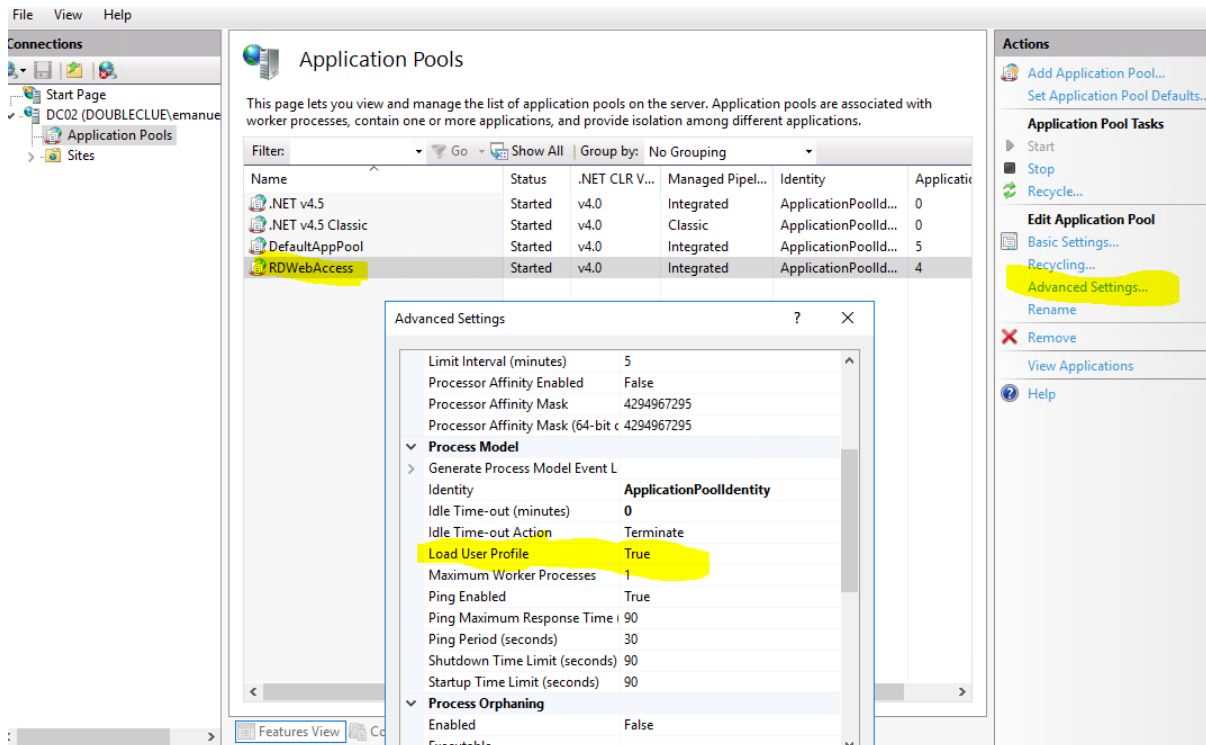 File View Help
Connections
Start Page
DC02 (DOUBLECLUE\emanue
Application Pools
Sites
Application Pools
This page lets you view and manage the list of application pools on the server. Application pools are associated with
worker processes, contain one or more applications, and provide isolation among different applications.
Filter: Go Show All Group by: No Grouping
Name Status .NET CLR V... Managed Pipel... Identity Applicatic
.NET v4.5 Started v4.0 Integrated ApplicationPoolId... 0
.NET v4.5 Classic Started v4.0 Classic ApplicationPoolId... 0
DefaultAppPool Started v4.0 Integrated ApplicationPoolId... 5
RDWebAccess Started v4.0 Integrated ApplicationPoolId... 4
Advanced Settings ?
Limit Interval (minutes) 5
Processor Affinity Enabled False
Processor Affinity Mask 4294967295
Processor Affinity Mask (64-bit c 4294967295
Process Model
Generate Process Model Event L
Identity ApplicationPoolIdentity
Idle Time-out (minutes) 0
Idle Time-out Action Terminate
Load User Profile True
Maximum Worker Processes 1
Ping Enabled True
Ping Maximum Response Time ( 90
Ping Period (seconds) 30
Shutdown Time Limit (seconds) 90
Startup Time Limit (seconds) 90
Process Orphaning
Enabled False
Executable
Features View Co
Actions
Add Application Pool...
Set Application Pool Defaults...
Application Pool Tasks
Start
Stop
Recycle...
Edit Application Pool
Basic Settings...
Recycling...
Advanced Settings...
Rename
Remove
View Applications
Help